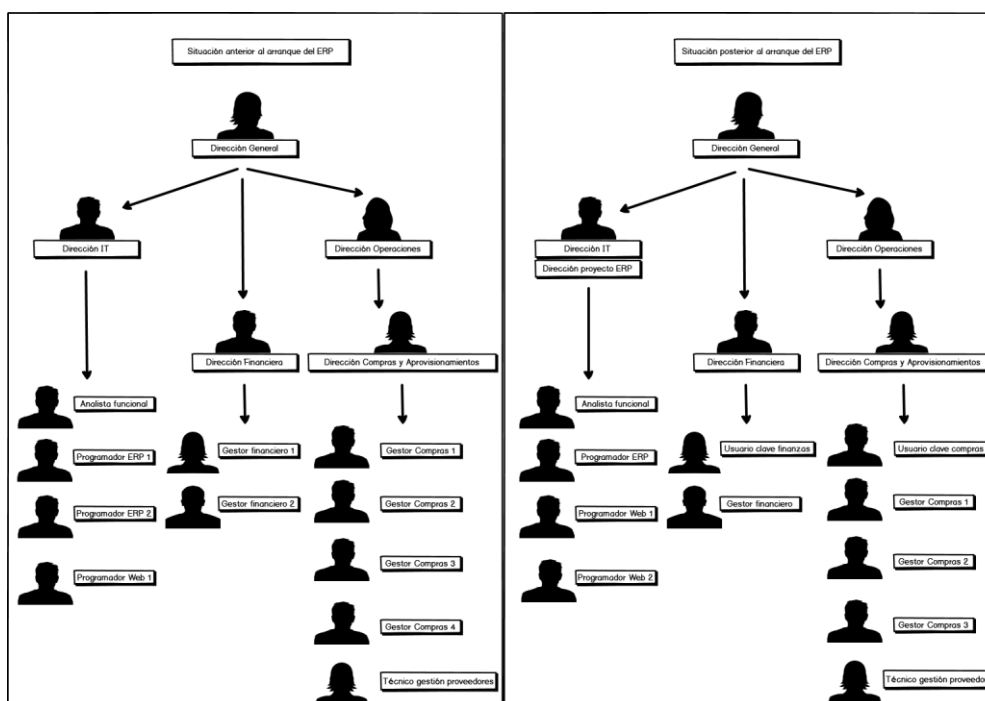 Situación anterior al arranque del ERP
Dirección General
Dirección IT
Dirección Operaciones
Dirección Financiera
Dirección Compras y Aprovisionamientos
Analista funcional
Programador ERP 1
Programador ERP 2
Programador Web 1
Gestor financiero 1
Gestor financiero 2
Gestor Compras 1
Gestor Compras 2
Gestor Compras 3
Gestor Compras 4
Técnico gestión proveedores
Situación posterior al arranque del ERP
Dirección General
Dirección IT
Dirección proyecto ERP
Dirección Operaciones
Dirección Financiera
Dirección Compras y Aprovisionamientos
Analista funcional
Programador ERP
Programador Web 1
Programador Web 2
Usuario clave finanzas
Gestor financiero
Usuario clave compras
Gestor Compras 1
Gestor Compras 2
Gestor Compras 3
Técnico gestión proveedor